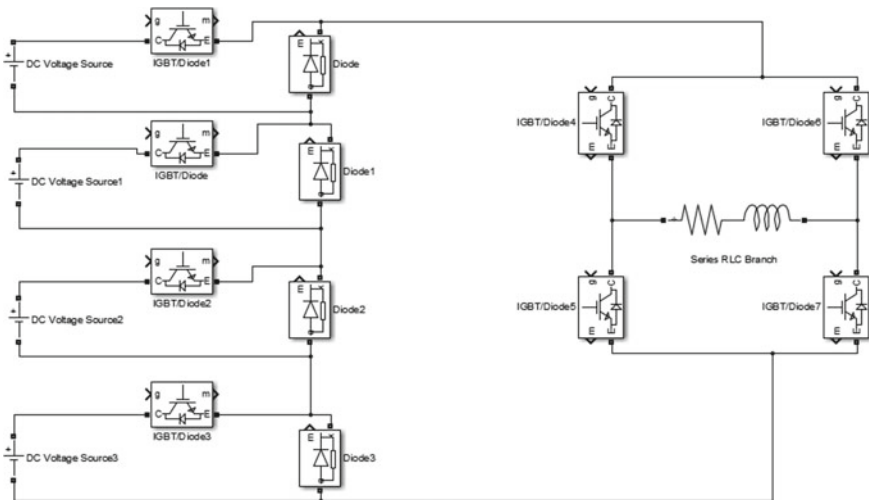 g
m
C
E
IGBT/Diode1
DC Voltage Source
m
Diode
g
m
C
E
IGBT/Diode
DC Voltage Source1
m
Diode1
g
m
C
E
IGBT/Diode2
DC Voltage Source2
m
Diode2
g
m
C
E
IGBT/Diode3
DC Voltage Source3
m
Diode3
g
C
IGBT/Diode4
m
E
g
C
IGBT/Diode6
m
E
+
Series RLC Branch
g
C
IGBT/Diode5
m
E
g
C
IGBT/Diode7
m
E